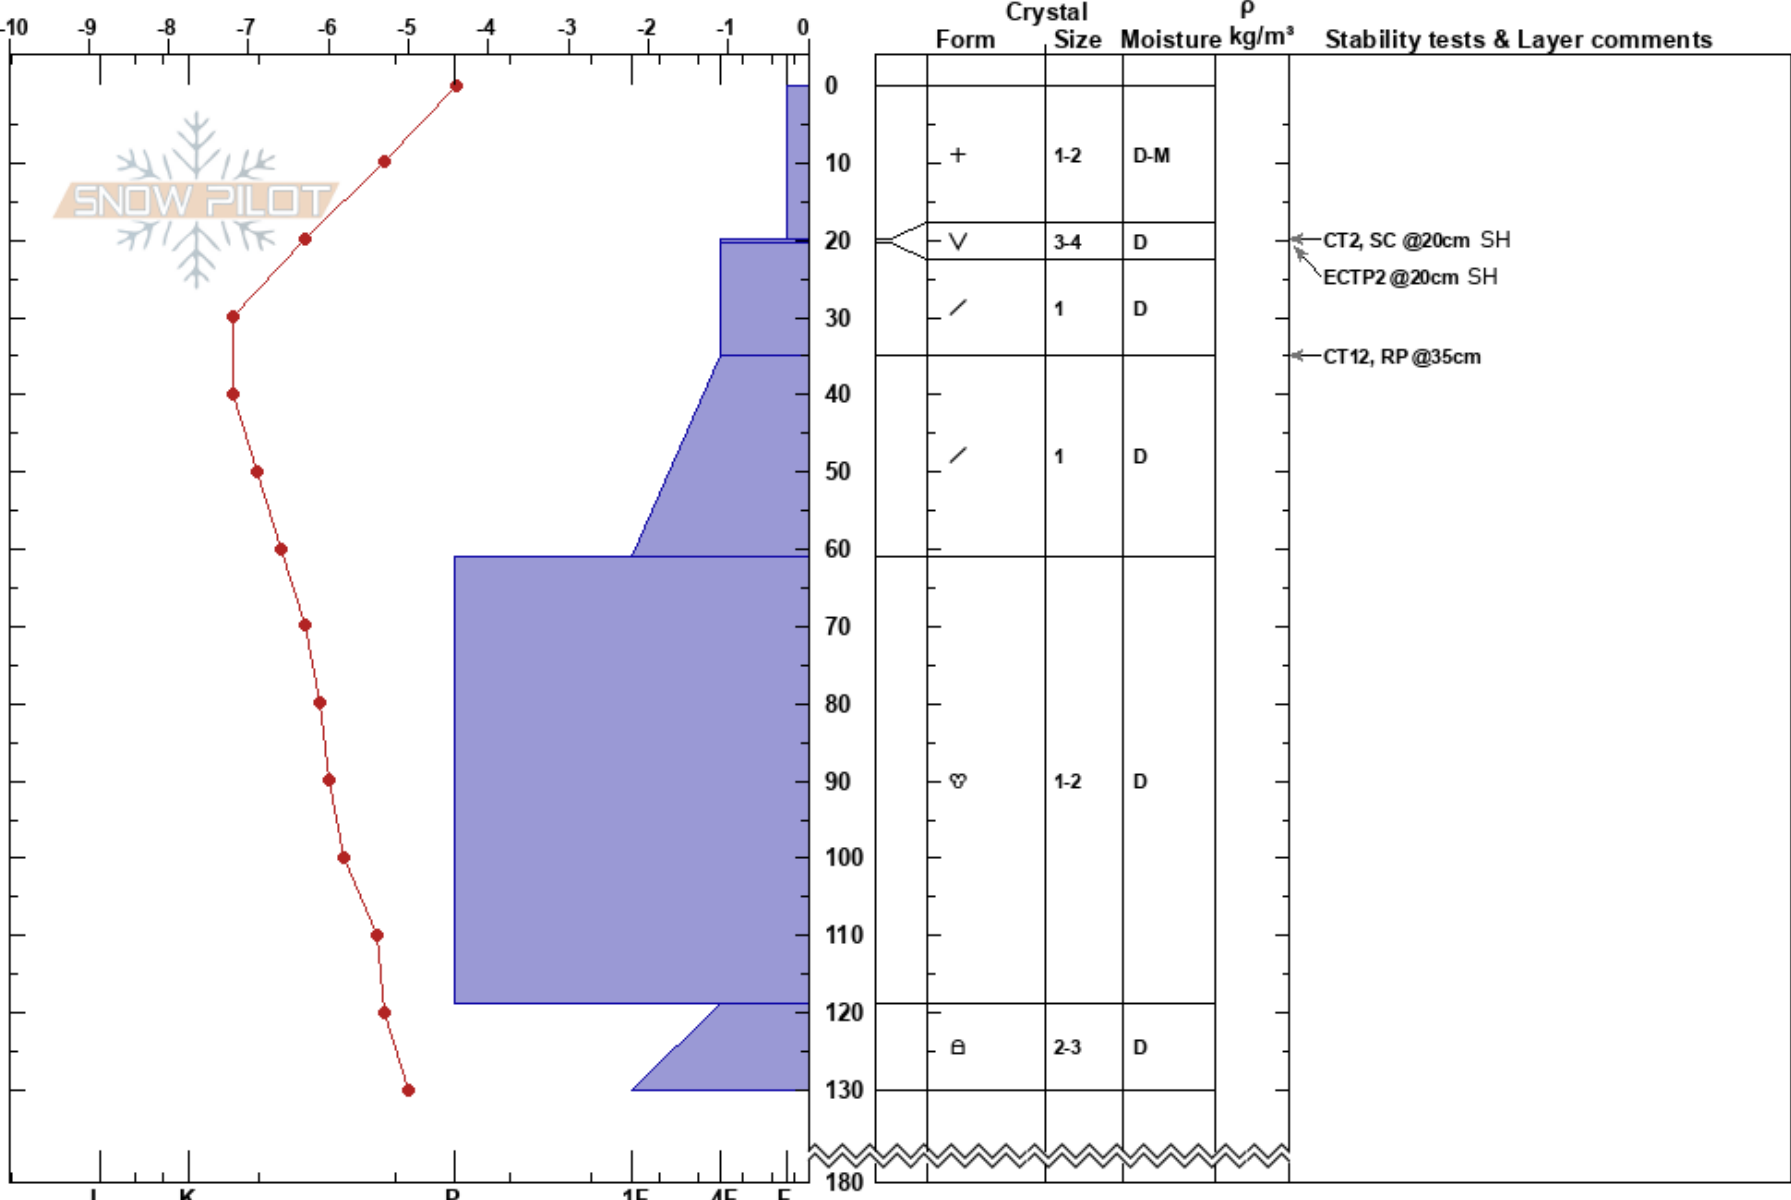 Crystal ρ
-10 -9 -8 -7 -6 -5 -4 -3 -2 -1 0
Form Size Moisture kg/m³ Stability tests & Layer comments
0
+ 1-2 D-M
10
SNOW PILOT
20 V 3-4 D CT2, SC @20cm SH
ECTP2 @20cm SH
/ 1 D
30
CT12, RP @35cm
40
/ 1 D
50
60
70
80
90 1-2 D
100
110
120
2-3 D
130
180
I K P 1F 4F F